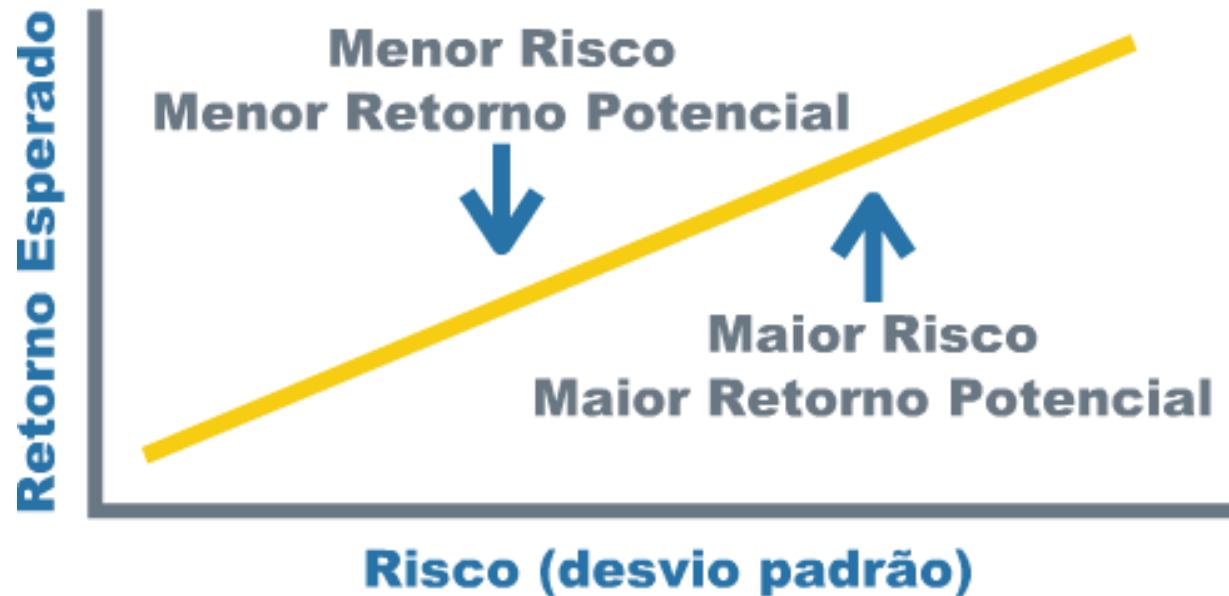 Retorno Esperado
Menor Risco
Menor Retorno Potencial
Maior Risco
Maior Retorno Potencial
Risco (desvio padrão)